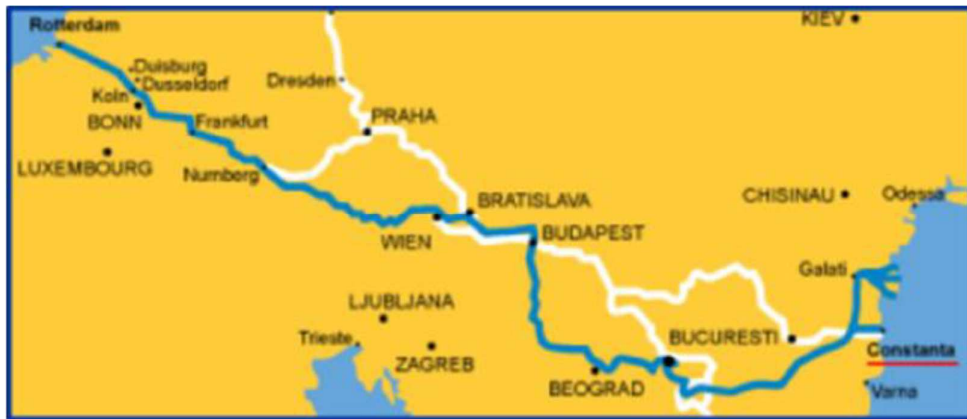 KIEV
Rotterdam
Duisburg
Dresden
Dusseldorf
Koln
BONN
Frankfurt
PRAHA
LUXEMBOURG
Nurnberg
CHISINAU
Odessa
BRATISLAVA
WIEN
BUDAPEST
Galati
LJUBLJANA
Trieste
BUCURESTI
ZAGREB
Constanta
BEOGRAD
Varna